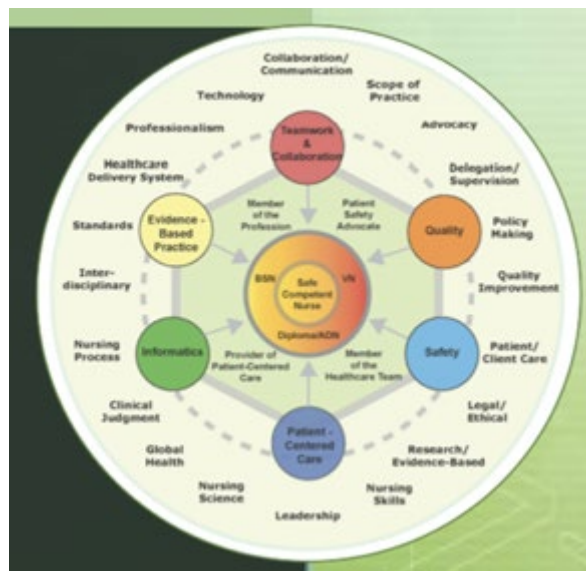 Collaboration/
Communication
Scope of
Practice
Advocacy
Delegation/
Supervision
Policy
Making
Quality
Improvement
Patient/
Client Care
Legal/
Ethical
Research/
Evidence-Based
Nursing
Skills
Leadership
Nursing
Science
Global
Health
Clinical
Judgment
Nursing
Process
Inter-
disciplinary
Standards
Healthcare
Delivery System
Professionalism
Technology
Teamwork
&
Collaboration
Quality
Safety
Patient -
Centered
Care
Informatics
Evidence -
Based
Practice
Member
of the
Profession
Patient
Safety
Advocate
Member
of the
Healthcare Team
Provider of
Patient-Centered
Care
BSN
VN
Diploma/ADN
Safe
Competent
Nurse